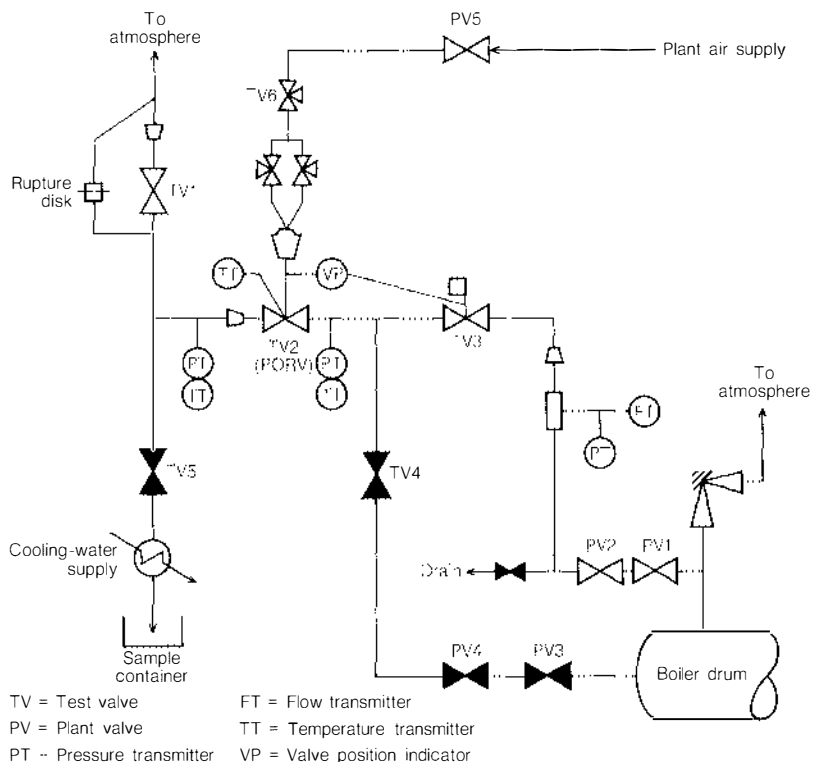 To
atmosphere
PV5
Plant air supply
TV6
Rupture
disk
TV1
TT
VP
TV2
(PORV)
TV3
PT
TT
PT
TT
To
atmosphere
FT
PT
TV5
TV4
Cooling-water
supply
PV2
PV1
Drain
PV4
PV3
Boiler drum
Sample
container
TV = Test valve
FT = Flow transmitter
PV = Plant valve
TT = Temperature transmitter
PT -- Pressure transmitter
VP = Valve position indicator